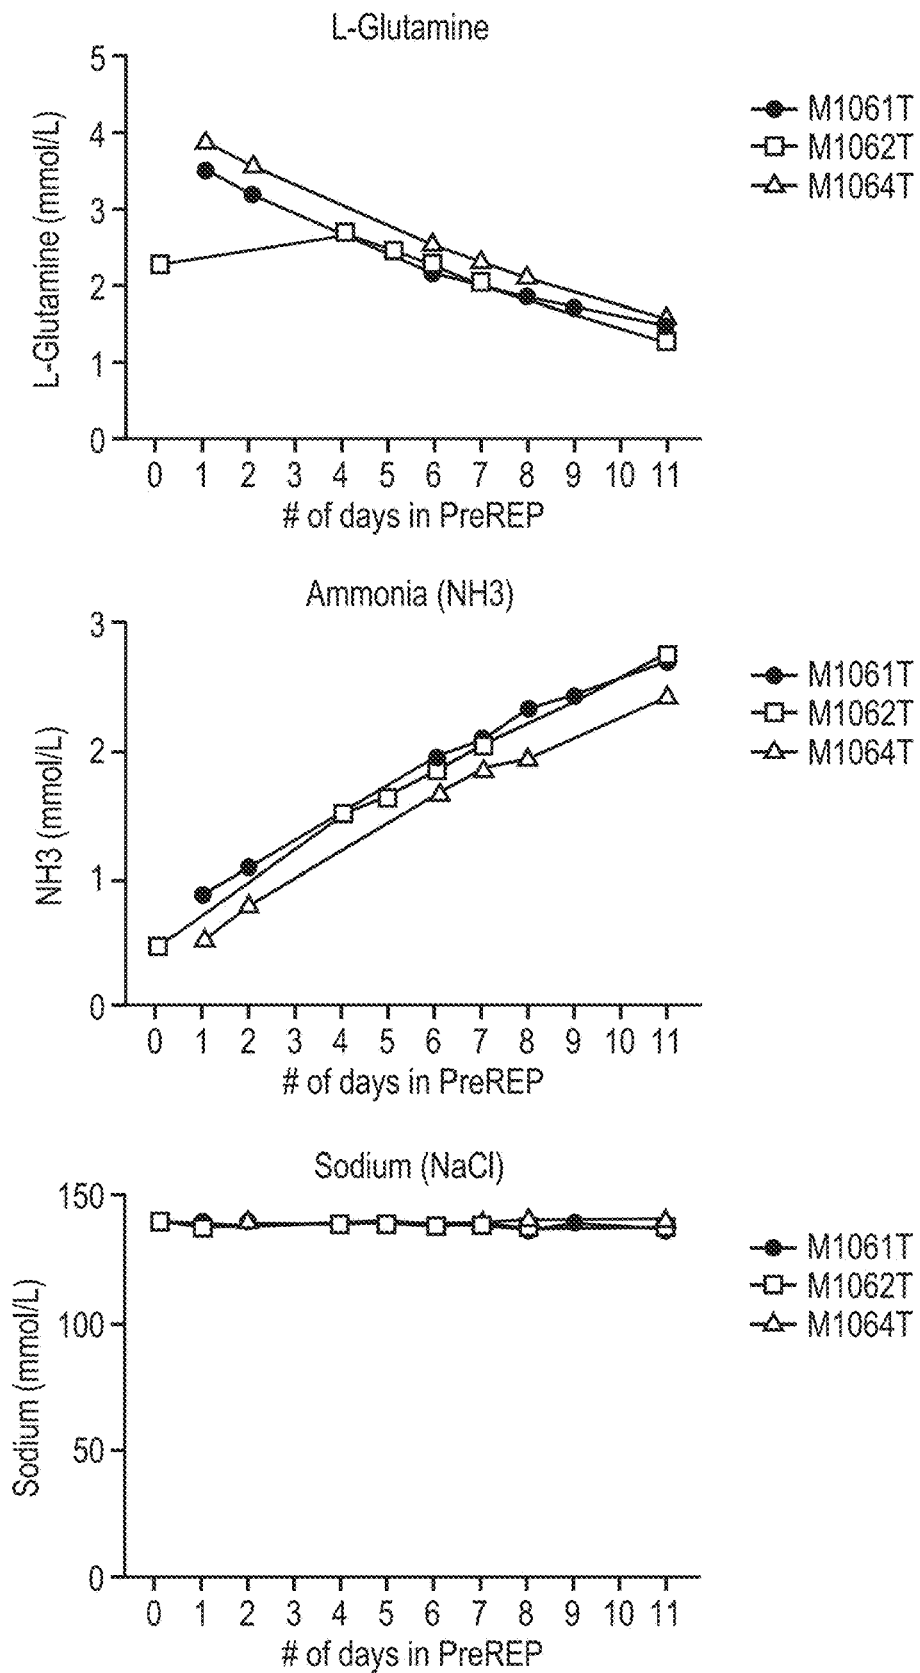 L-Glutamine
L-Glutamine (mmol/L)
5
4
3
2
1
0
0 1 2 3 4 5 6 7 8 9 10 11
# of days in PreREP
M1061T
M1062T
M1064T
Ammonia (NH3)
NH3 (mmol/L)
3
2
1
0
0 1 2 3 4 5 6 7 8 9 10 11
# of days in PreREP
M1061T
M1062T
M1064T
Sodium (NaCl)
Sodium (mmol/L)
150
100
50
0
0 1 2 3 4 5 6 7 8 9 10 11
# of days in PreREP
M1061T
M1062T
M1064T